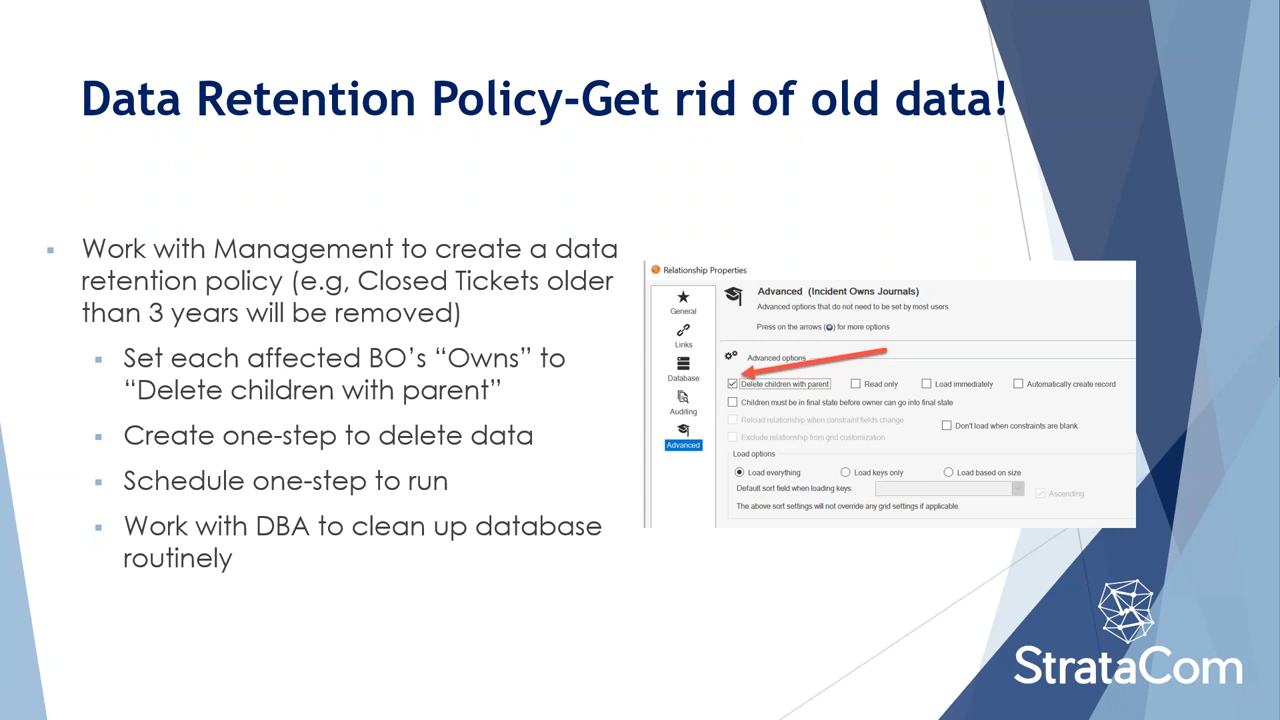 Data Retention Policy-Get rid of old data!
Work with Management to create a data
retention policy (e.g, Closed Tickets older
than 3 years will be removed)
Set each affected BO's “Owns” to
“Delete children with parent”
Create one-step to delete data
Schedule one-step to run
Work with DBA to clean up database
routinely
Relationship Properties
General
Links
Database
Auditing
Advanced
Advanced (Incident Owns Journals)
Advanced options that do not need to be set by most users.
Press on the arrows ( ) for more options
Advanced options
Delete children with parent
Read only
Load immediately
Automatically create record
Children must be in final state before owner can go into final state
Reload relationship when constraint fields change
Don't load when constraints are blank
Exclude relationship from grid customization
Load options
Load everything
Load keys only
Load based on size
Default sort field when loading keys:
Ascending
The above sort settings will not override any grid settings if applicable.
StrataCom